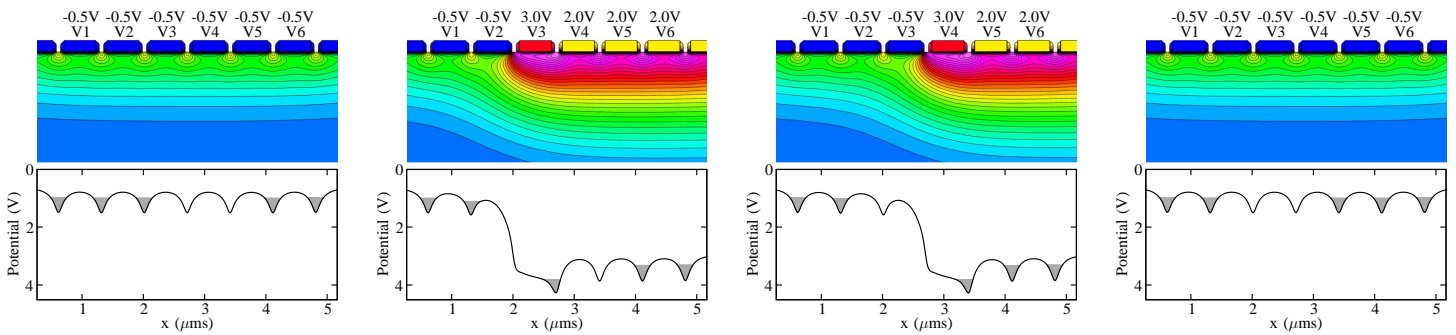 -0.5V -0.5V -0.5V -0.5V -0.5V -0.5V
V1 V2 V3 V4 V5 V6
0
2
4
Potential (V)
1 2 3 4 5
x (μms)
-0.5V -0.5V 3.0V 2.0V 2.0V 2.0V
V1 V2 V3 V4 V5 V6
0
2
4
Potential (V)
1 2 3 4 5
x (μms)
-0.5V -0.5V -0.5V 3.0V 2.0V 2.0V
V1 V2 V3 V4 V5 V6
0
2
4
Potential (V)
1 2 3 4 5
x (μms)
-0.5V -0.5V -0.5V -0.5V -0.5V -0.5V
V1 V2 V3 V4 V5 V6
0
2
4
Potential (V)
1 2 3 4 5
x (μms)